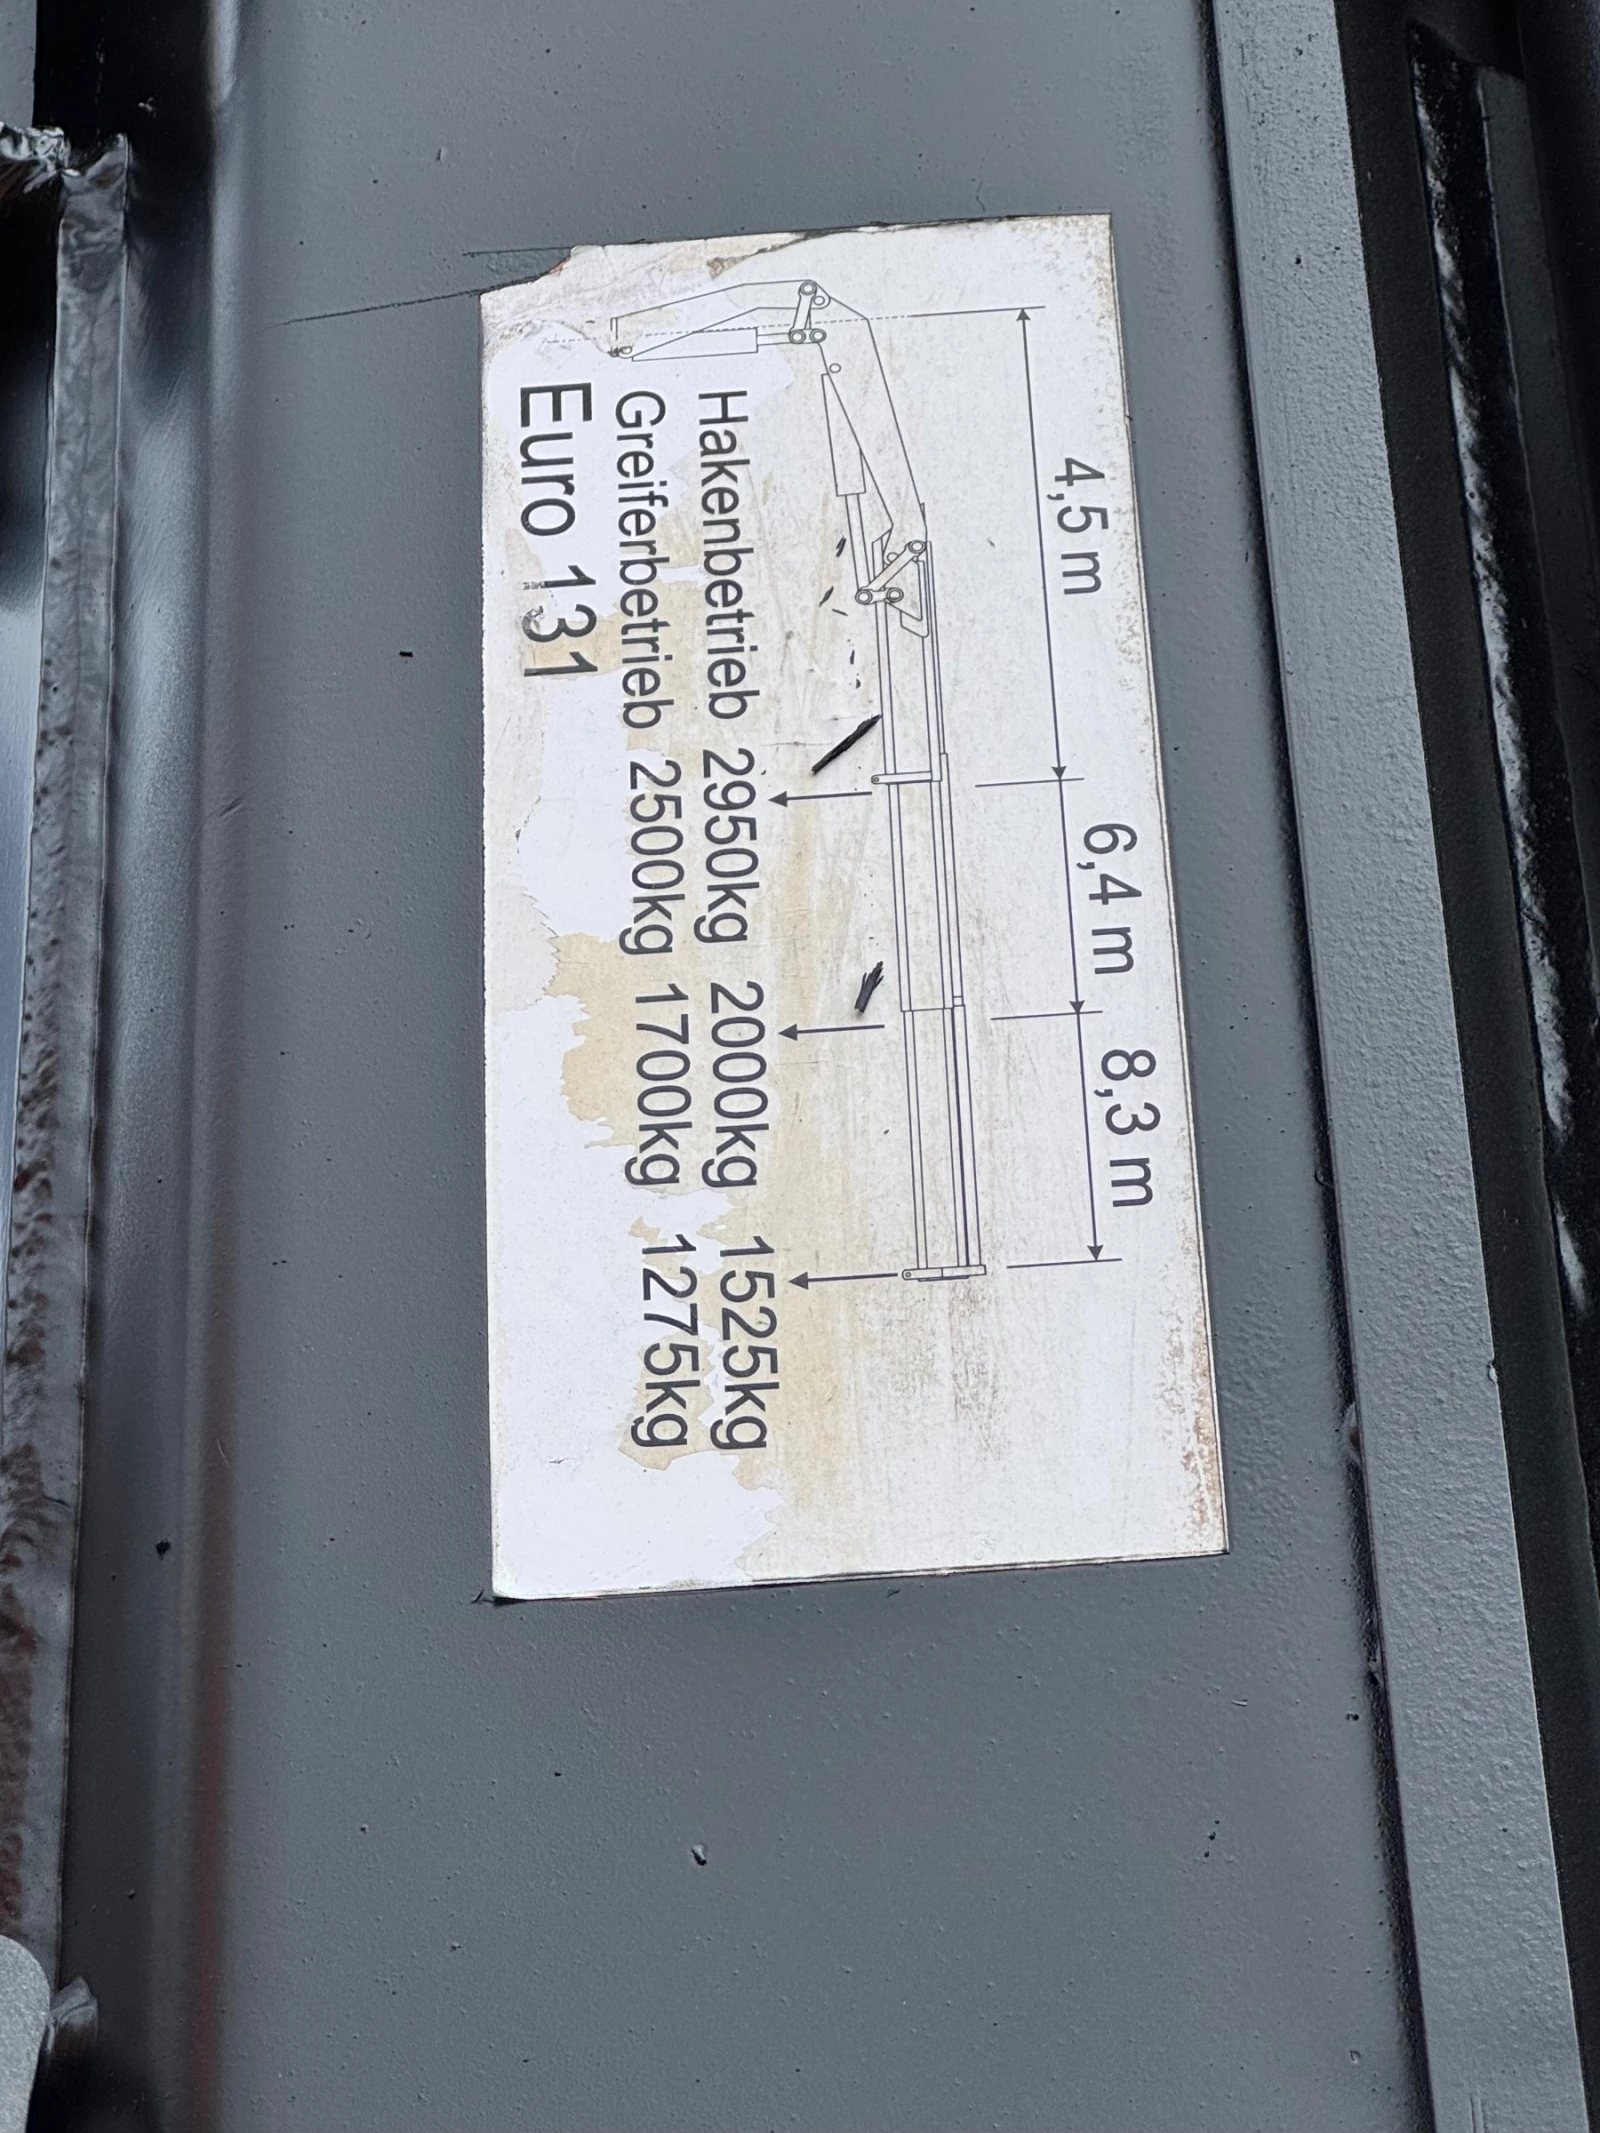 4,5 m 6,4 m 8,3 m
Hakenbetrieb 2950kg 2000kg 1525kg
Greiferbetrieb 2500kg 1700kg 1275kg
Euro 131